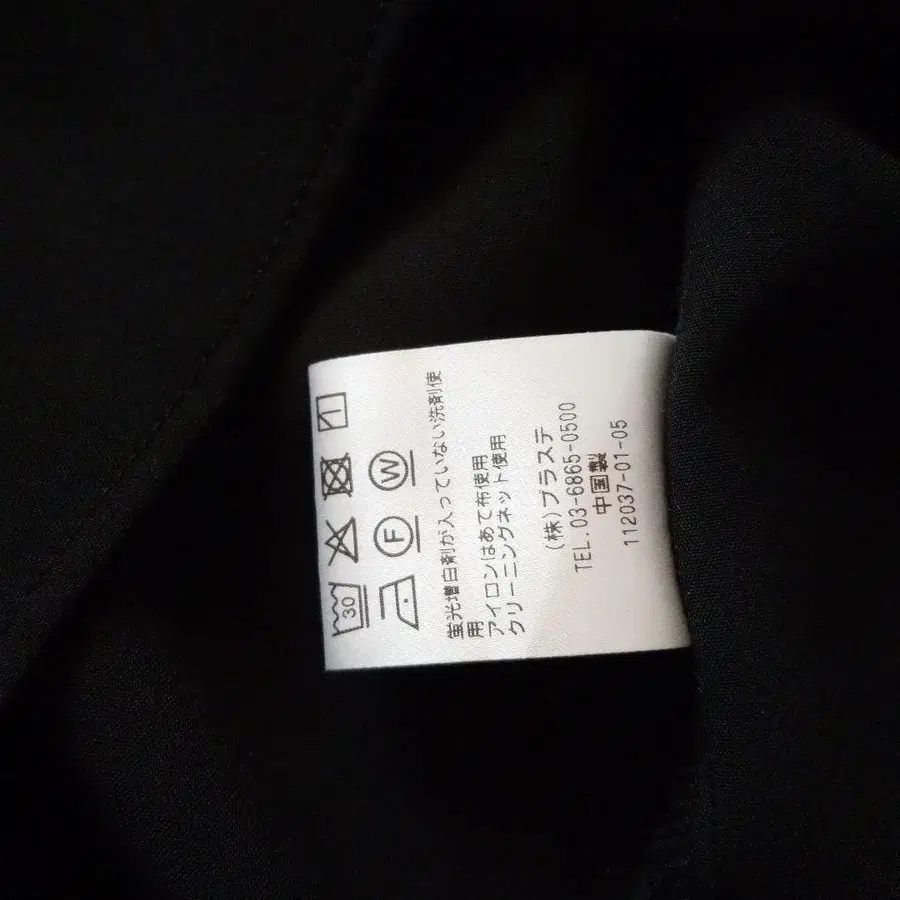 30
F W
蛍光増白剤が入っていない洗剤使
用
アイロンはあて布使用
クリーニングネット使用
(株)プラステ
TEL.03-6865-0500
中国製
112037-01-05